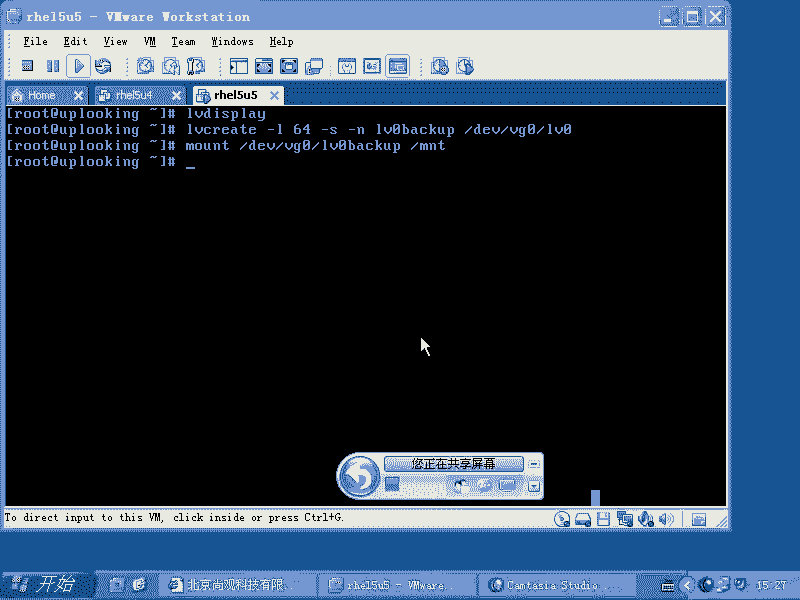 rhel5u5 - VMware Workstation
File Edit View VM Team Windows Help
Home rhel5u4 rhel5u5
[root@uplooking ~]# lvdisplay
[root@uplooking ~]# lvcreate -l 64 -s -n lv0backup /dev/vg0/lv0
[root@uplooking ~]# mount /dev/vg0/lv0backup /mnt
[root@uplooking ~]# _
您正在共享屏幕
To direct input to this VM, click inside or press Ctrl+G.
开始 北京尚观科技有限... rhel5u5 - VMware... Camtasia Studio... 15:27